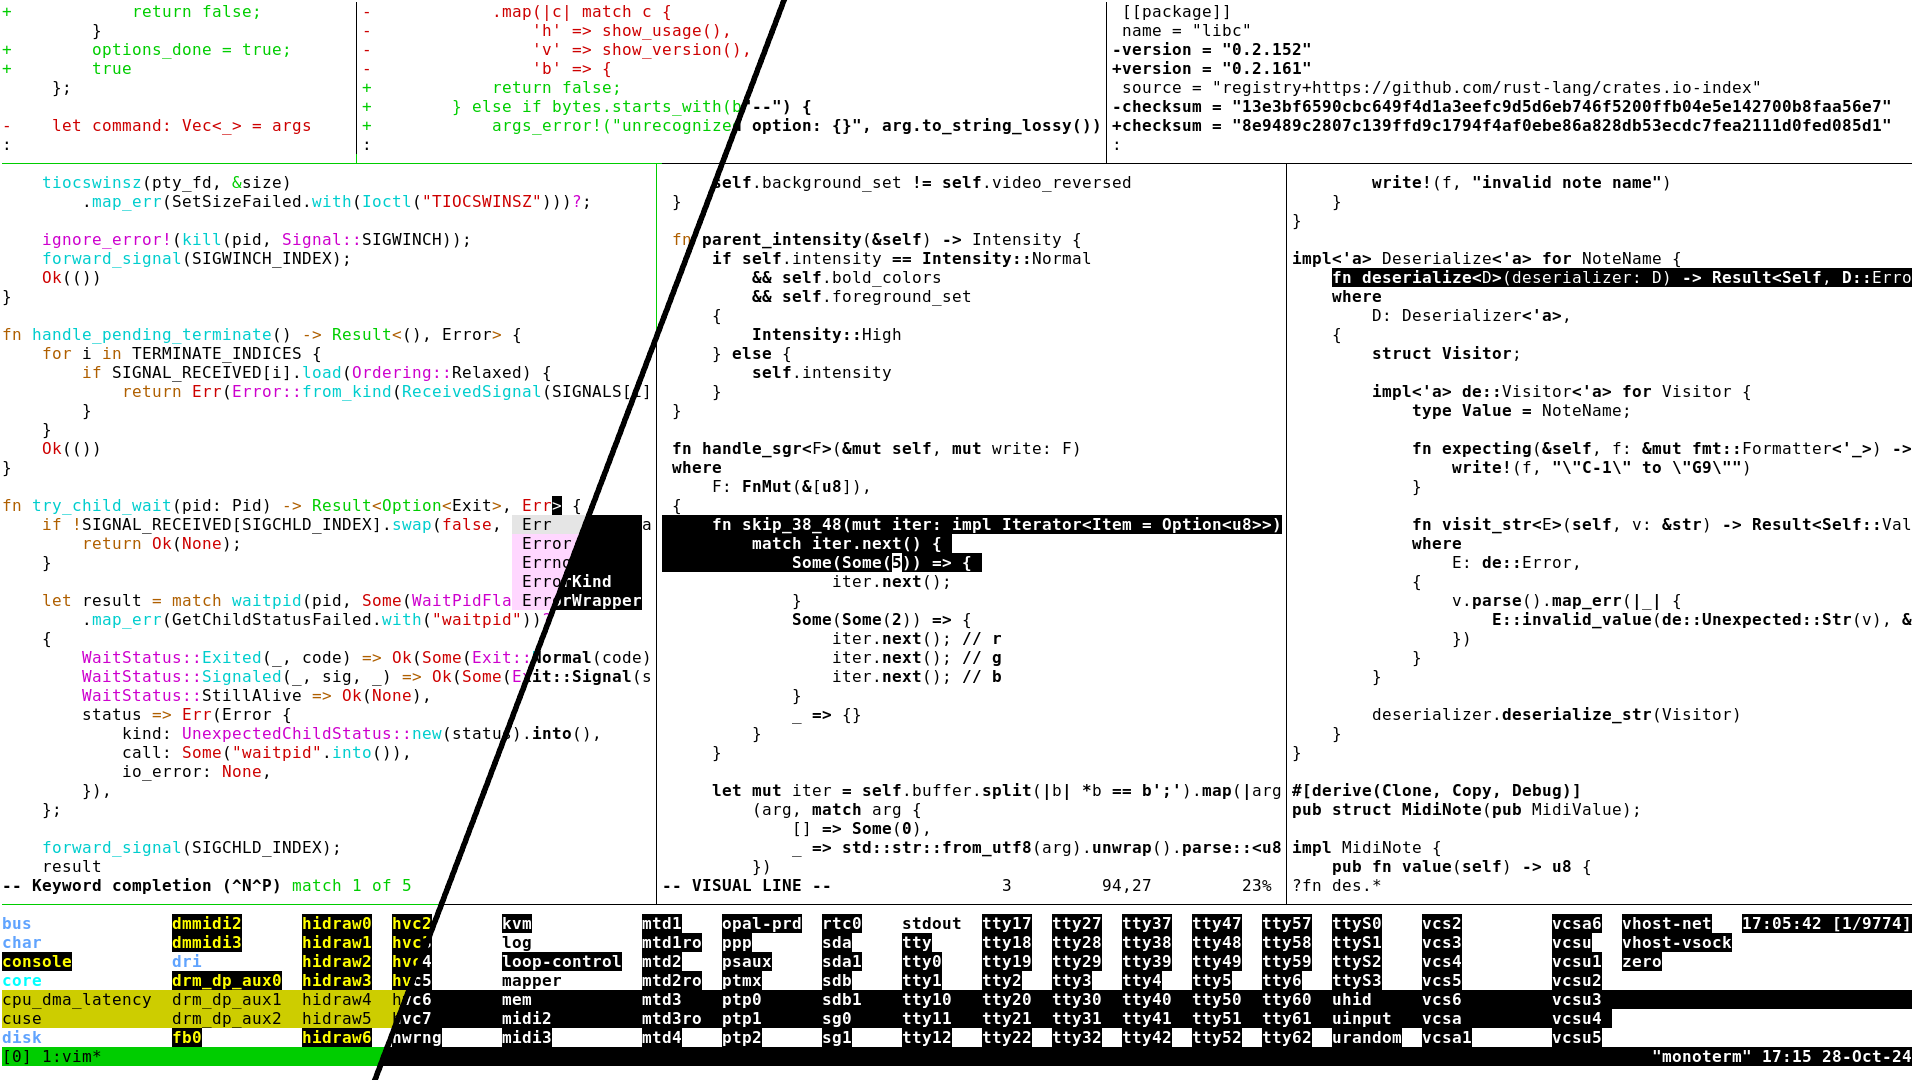 +            return false;
         }
+        options_done = true;
+        true
     };
-    let command: Vec<_> = args
:
-            .map(|c| match c {
-                'h' => show_usage(),
-                'v' => show_version(),
-                'b' => {
+            return false;
+        } else if bytes.starts_with(b"--") {
+            args_error!("unrecognized option: {}", arg.to_string_lossy())
:
[[package]]
name = "libc"
-version = "0.2.152"
+version = "0.2.161"
source = "registry+https://github.com/rust-lang/crates.io-index"
-checksum = "13e3bf6590cbc649f4d1a3eefc9d5d6eb746f5200ffb04e5e142700b8faa56e7"
+checksum = "8e9489c2807c139ffd9c1794f4af0ebe86a828db53ecdc7fea2111d0fed085d1"
:
    tiocswinsz(pty_fd, &size)
        .map_err(SetSizeFailed.with(Ioctl("TIOCSWINSZ")))?;
    ignore_error!(kill(pid, Signal::SIGWINCH));
    forward_signal(SIGWINCH_INDEX);
    Ok(())
}
fn handle_pending_terminate() -> Result<(), Error> {
    for i in TERMINATE_INDICES {
        if SIGNAL_RECEIVED[i].load(Ordering::Relaxed) {
            return Err(Error::from_kind(ReceivedSignal(SIGNALS[i]
        }
    }
    Ok(())
}
fn try_child_wait(pid: Pid) -> Result<Option<Exit>, Err> {
    if !SIGNAL_RECEIVED[SIGCHLD_INDEX].swap(false,  Err         a
        return Ok(None);                            Error
    }                                               Errno
                                                    ErrorKind
    let result = match waitpid(pid, Some(WaitPidFla ErrorWrapper
        .map_err(GetChildStatusFailed.with("waitpid"))?
    {
        WaitStatus::Exited(_, code) => Ok(Some(Exit::Normal(code)
        WaitStatus::Signaled(_, sig, _) => Ok(Some(Exit::Signal(s
        WaitStatus::StillAlive => Ok(None),
        status => Err(Error {
            kind: UnexpectedChildStatus::new(status).into(),
            call: Some("waitpid".into()),
            io_error: None,
        }),
    };
    forward_signal(SIGCHLD_INDEX);
    result
-- Keyword completion (^N^P) match 1 of 5
    self.background_set != self.video_reversed
}
fn parent_intensity(&self) -> Intensity {
    if self.intensity == Intensity::Normal
        && self.bold_colors
        && self.foreground_set
    {
        Intensity::High
    } else {
        self.intensity
    }
}
fn handle_sgr<F>(&mut self, mut write: F)
where
    F: FnMut(&[u8]),
{
    fn skip_38_48(mut iter: impl Iterator<Item = Option<u8>>)
        match iter.next() {
            Some(Some(5)) => {
                iter.next();
            }
            Some(Some(2)) => {
                iter.next(); // r
                iter.next(); // g
                iter.next(); // b
            }
            _ => {}
        }
    }
    let mut iter = self.buffer.split(|b| *b == b';').map(|arg
        (arg, match arg {
            [] => Some(0),
            _ => std::str::from_utf8(arg).unwrap().parse::<u8
        })
-- VISUAL LINE --                 3         94,27         23%
        write!(f, "invalid note name")
    }
}
impl<'a> Deserialize<'a> for NoteName {
    fn deserialize<D>(deserializer: D) -> Result<Self, D::Erro
    where
        D: Deserializer<'a>,
    {
        struct Visitor;
        impl<'a> de::Visitor<'a> for Visitor {
            type Value = NoteName;
            fn expecting(&self, f: &mut fmt::Formatter<'_>) ->
                write!(f, "\"C-1\" to \"G9\"")
            }
            fn visit_str<E>(self, v: &str) -> Result<Self::Val
            where
                E: de::Error,
            {
                v.parse().map_err(|_| {
                    E::invalid_value(de::Unexpected::Str(v), &
                })
            }
        }
        deserializer.deserialize_str(Visitor)
    }
}
#[derive(Clone, Copy, Debug)]
pub struct MidiNote(pub MidiValue);
impl MidiNote {
    pub fn value(self) -> u8 {
?fn des.*
bus dmmidi2 hidraw0 hvc2 kvm mtd1 opal-prd rtc0 stdout tty17 tty27 tty37 tty47 tty57 ttyS0 vcs2 vcsa6 vhost-net 17:05:42 [1/9774]
char dmmidi3 hidraw1 hvc3 log mtd1ro ppp sda tty tty18 tty28 tty38 tty48 tty58 ttyS1 vcs3 vcsu vhost-vsock
console dri hidraw2 hvc4 loop-control mtd2 psaux sda1 tty0 tty19 tty29 tty39 tty49 tty59 ttyS2 vcs4 vcsu1 zero
core drm_dp_aux0 hidraw3 hvc5 mapper mtd2ro ptmx sdb tty1 tty2 tty3 tty4 tty5 tty6 ttyS3 vcs5 vcsu2
cpu_dma_latency drm_dp_aux1 hidraw4 hvc6 mem mtd3 ptp0 sdb1 tty10 tty20 tty30 tty40 tty50 tty60 uhid vcs6 vcsu3
cuse drm_dp_aux2 hidraw5 hvc7 midi2 mtd3ro ptp1 sg0 tty11 tty21 tty31 tty41 tty51 tty61 uinput vcsa vcsu4
disk fb0 hidraw6 hwrng midi3 mtd4 ptp2 sg1 tty12 tty22 tty32 tty42 tty52 tty62 urandom vcsa1 vcsu5
[0] 1:vim* "monoterm" 17:15 28-Oct-24